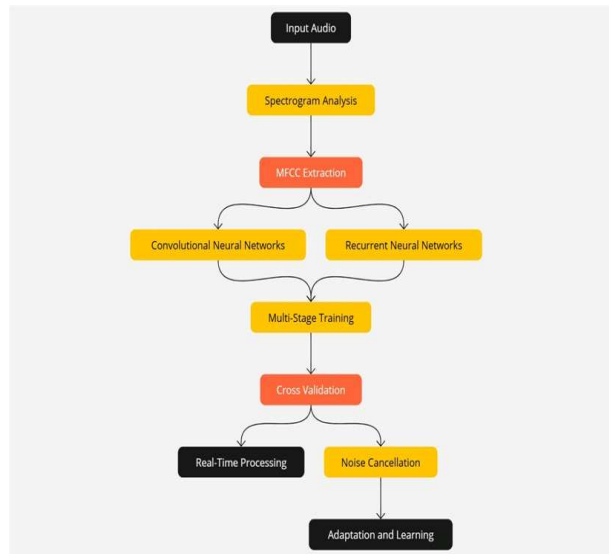 Input Audio
Spectrogram Analysis
MFCC Extraction
Convolutional Neural Networks
Recurrent Neural Networks
Multi-Stage Training
Cross Validation
Real-Time Processing
Noise Cancellation
Adaptation and Learning